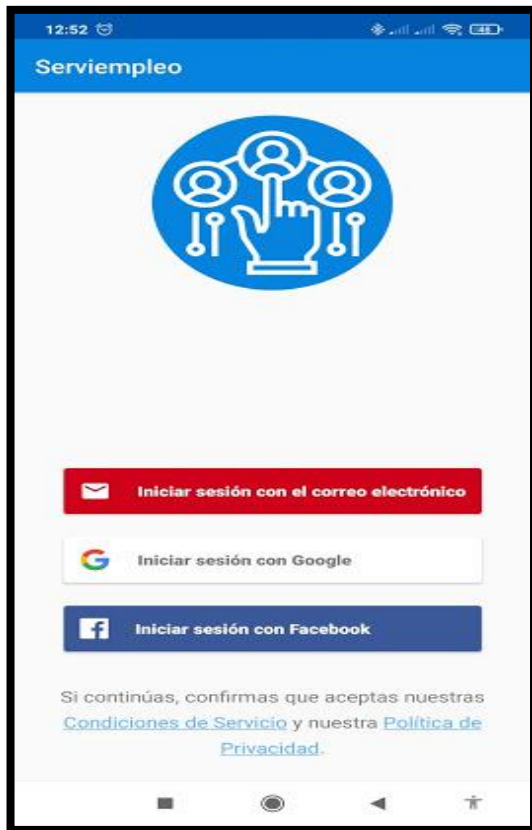 12:52
48
Serviempleo
Iniciar sesión con el correo electrónico
Iniciar sesión con Google
Iniciar sesión con Facebook
Si continúas, confirmas que aceptas nuestras
Condiciones de Servicio y nuestra Política de
Privacidad.